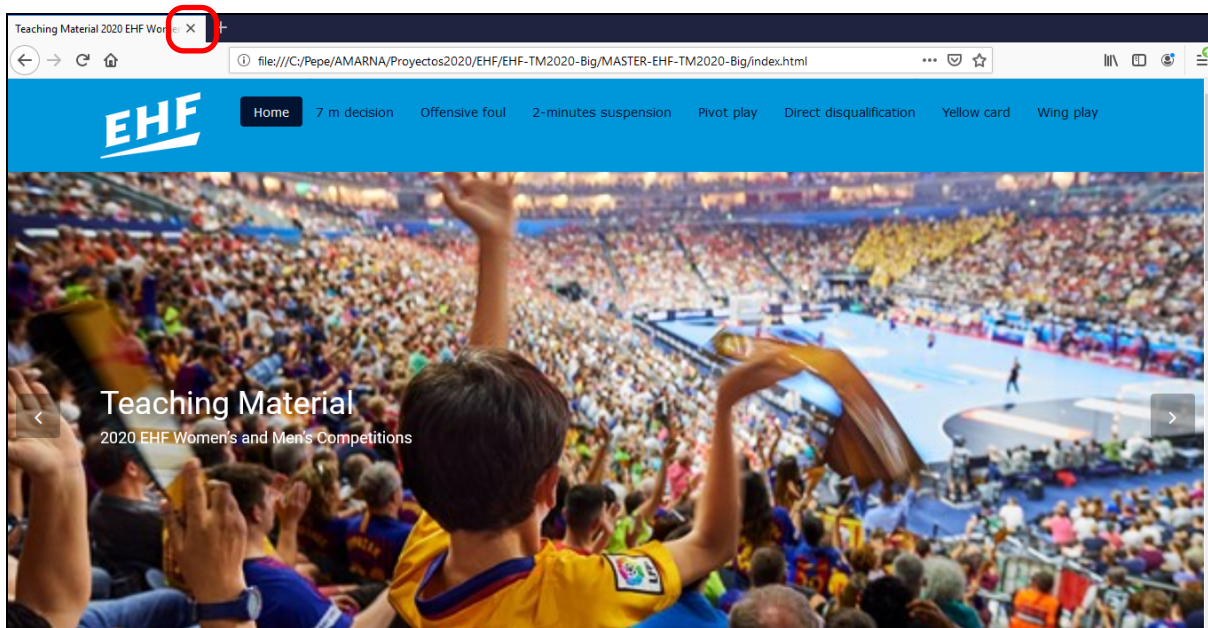 Teaching Material 2020 EHF Wome
file:///C:/Pepe/AMARNA/Proyectos2020/EHF/EHF-TM2020-Big/MASTER-EHF-TM2020-Big/index.html
EHF
Home 7 m decision Offensive foul 2-minutes suspension Pivot play Direct disqualification Yellow card Wing play
Teaching Material
2020 EHF Women's and Men's Competitions
LFP